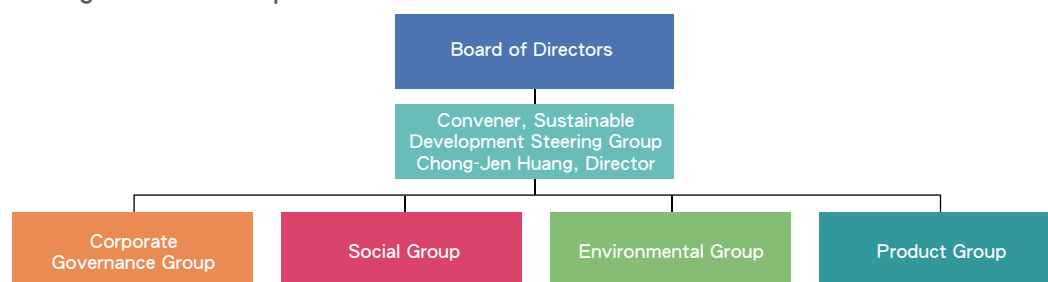 Board of Directors
Convener, Sustainable
Development Steering Group
Chong-Jen Huang, Director
Corporate
Governance Group
Social Group
Environmental Group
Product Group